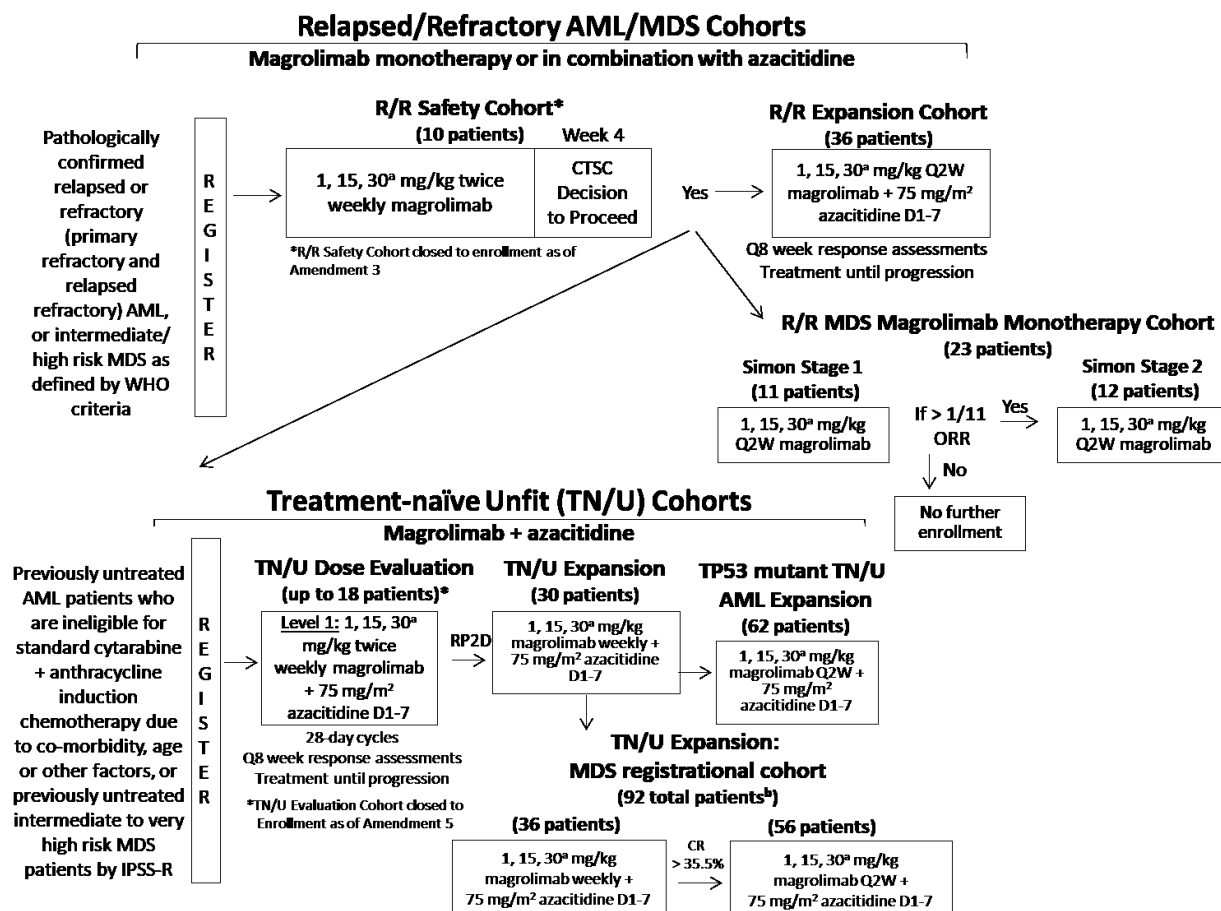 Relapsed/Refractory AML/MDS Cohorts
Magrolimab monotherapy or in combination with azacitidine
Pathologically
confirmed
relapsed or
refractory
(primary
refractory and
relapsed
refractory) AML,
or intermediate/
high risk MDS as
defined by WHO
criteria
R
E
G
I
S
T
E
R
R/R Safety Cohort*
(10 patients)
Week 4
1, 15, 30ᵃ mg/kg twice
weekly magrolimab
CTSC
Decision
to Proceed
*R/R Safety Cohort closed to enrollment as of
Amendment 3
Yes
R/R Expansion Cohort
(36 patients)
1, 15, 30ᵃ mg/kg Q2W
magrolimab + 75 mg/m²
azacitidine D1-7
Q8 week response assessments
Treatment until progression
R/R MDS Magrolimab Monotherapy Cohort
(23 patients)
Simon Stage 1
(11 patients)
1, 15, 30ᵃ mg/kg
Q2W magrolimab
If > 1/11
ORR
Yes
Simon Stage 2
(12 patients)
1, 15, 30ᵃ mg/kg
Q2W magrolimab
No
No further
enrollment
Treatment-naïve Unfit (TN/U) Cohorts
Magrolimab + azacitidine
Previously untreated
AML patients who
are ineligible for
standard cytarabine
+ anthracycline
induction
chemotherapy due
to co-morbidity, age
or other factors, or
previously untreated
intermediate to very
high risk MDS
patients by IPSS-R
R
E
G
I
S
T
E
R
TN/U Dose Evaluation
(up to 18 patients)*
Level 1: 1, 15, 30ᵃ
mg/kg twice
weekly magrolimab
+ 75 mg/m²
azacitidine D1-7
28-day cycles
Q8 week response assessments
Treatment until progression
*TN/U Evaluation Cohort closed to
Enrollment as of Amendment 5
RP2D
TN/U Expansion
(30 patients)
1, 15, 30ᵃ mg/kg
magrolimab weekly +
75 mg/m² azacitidine
D1-7
TP53 mutant TN/U
AML Expansion
(62 patients)
1, 15, 30ᵃ mg/kg
magrolimab Q2W +
75 mg/m²
azacitidine D1-7
TN/U Expansion:
MDS registrational cohort
(92 total patientsᵇ)
(36 patients)
1, 15, 30ᵃ mg/kg
magrolimab weekly +
75 mg/m² azacitidine D1-7
CR
> 35.5%
(56 patients)
1, 15, 30ᵃ mg/kg
magrolimab Q2W +
75 mg/m² azacitidine D1-7